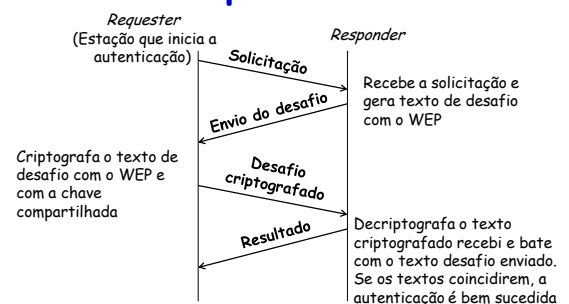 Requester
(Estação que inicia a
autenticação)
Responder
Solicitação
Recebe a solicitação e
gera texto de desafio
com o WEP
Envio do desafio
Criptografa o texto de
desafio com o WEP e
com a chave
compartilhada
Desafio
criptografado
Resultado
Decriptografa o texto
criptografado recebi e bate
com o texto desafio enviado.
Se os textos coincidirem, a
autenticação é bem sucedida